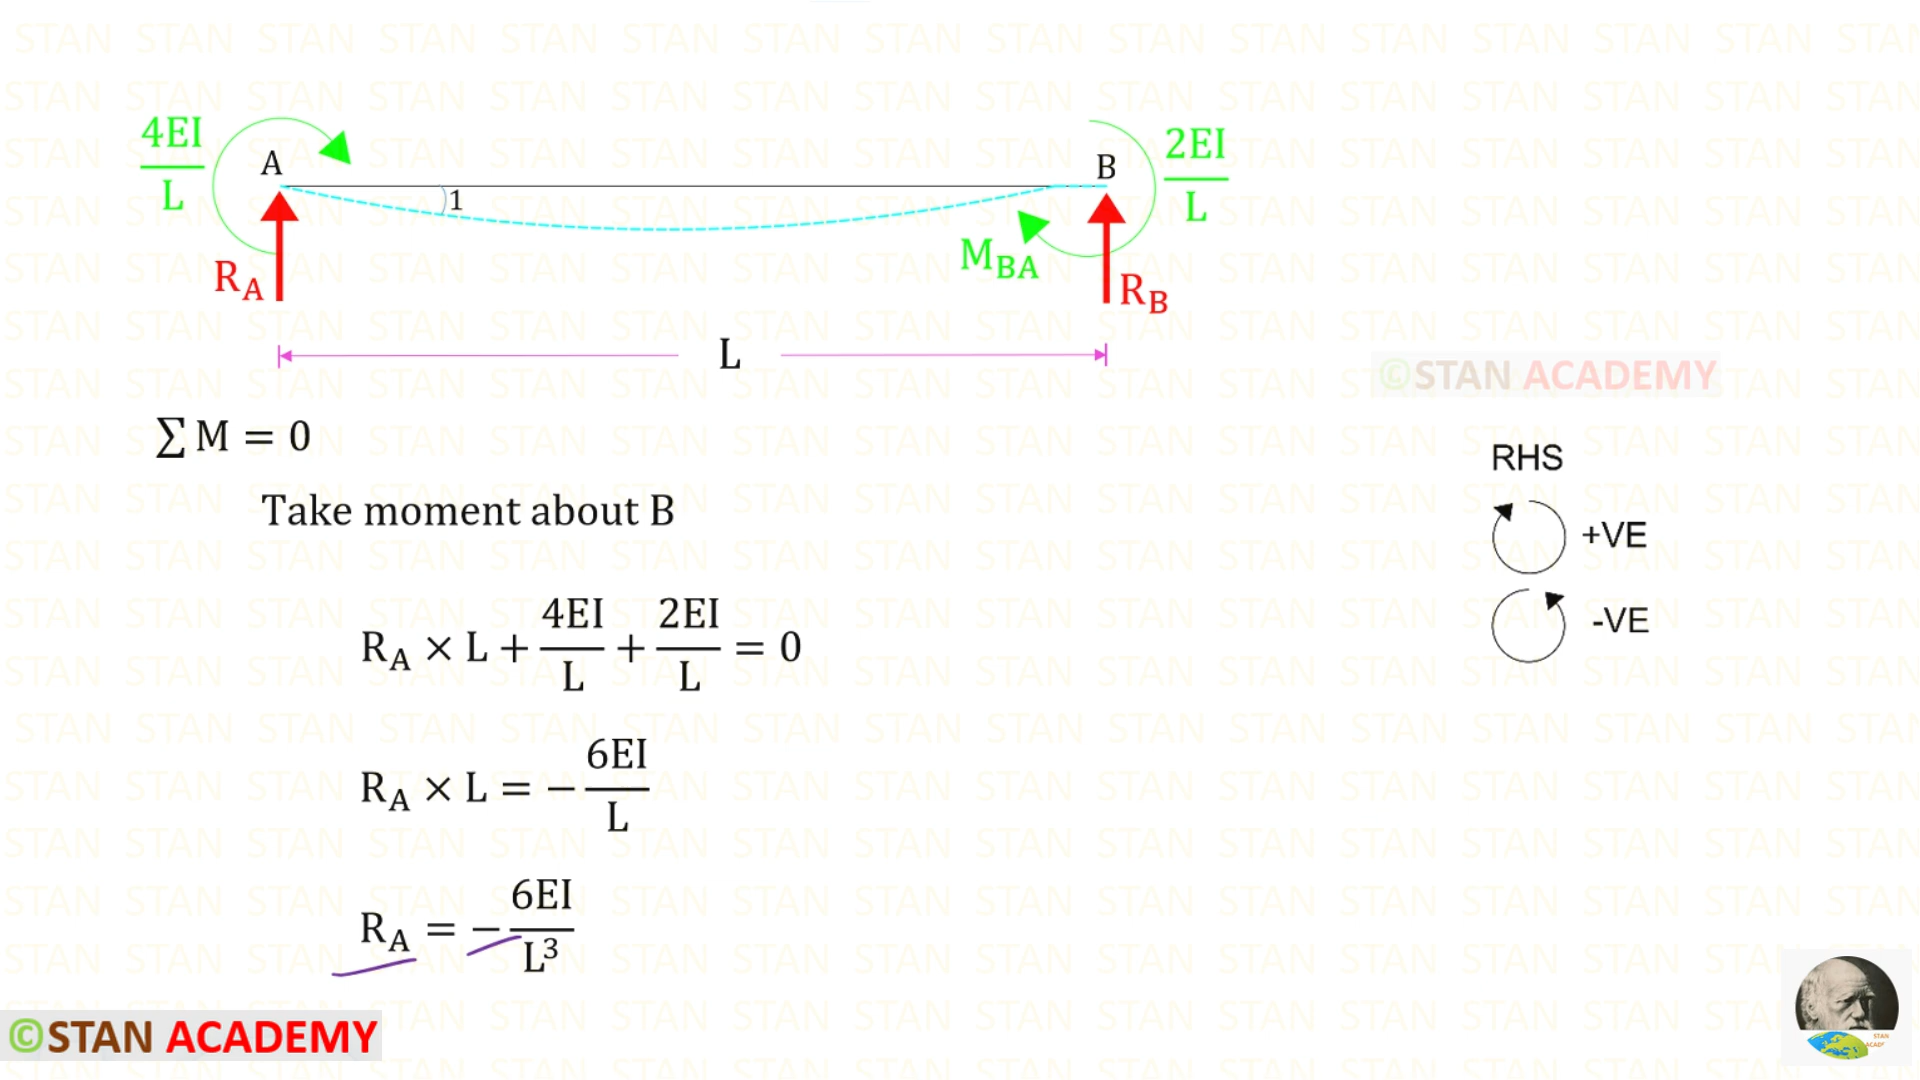 4EI
L
A
1
B
2EI
L
R_A
M_BA
R_B
L
©STAN ACADEMY
∑ M = 0
Take moment about B
R_A × L + 4EI/L + 2EI/L = 0
R_A × L = − 6EI/L
R_A = − 6EI/L³
RHS
+VE
-VE
©STAN ACADEMY
STAN